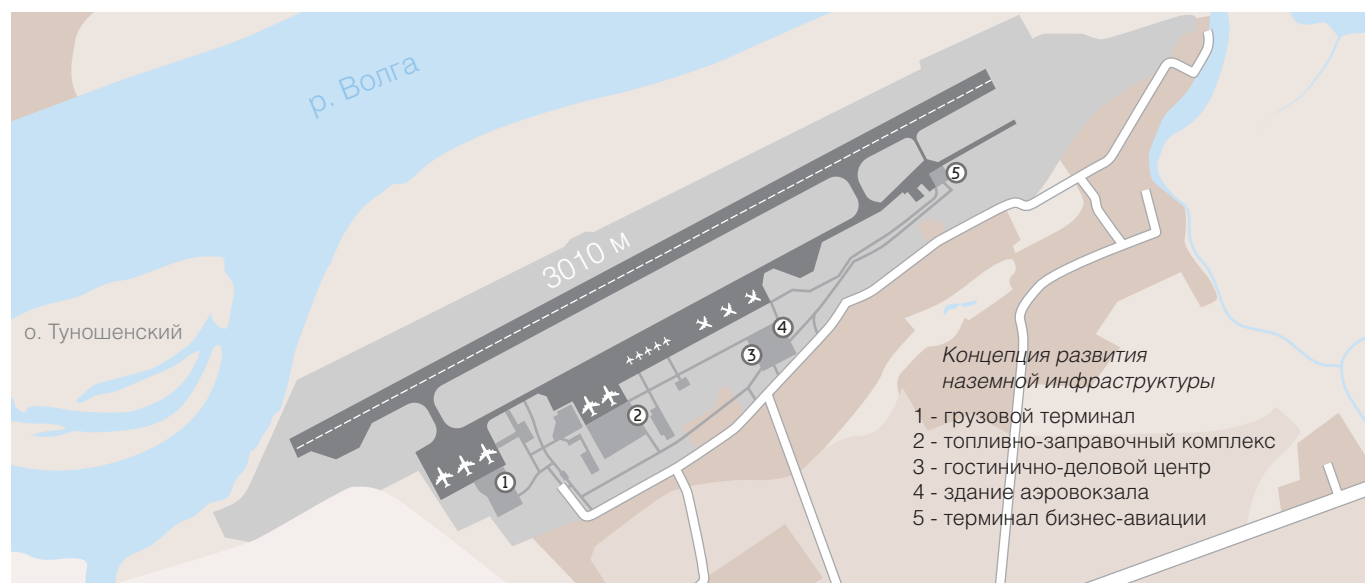 р. Волга
3010 м
о. Туношенский
5
4
3
2
1
Концепция развития
наземной инфраструктуры
1 - грузовой терминал
2 - топливно-заправочный комплекс
3 - гостинично-деловой центр
4 - здание аэровокзала
5 - терминал бизнес-авиации